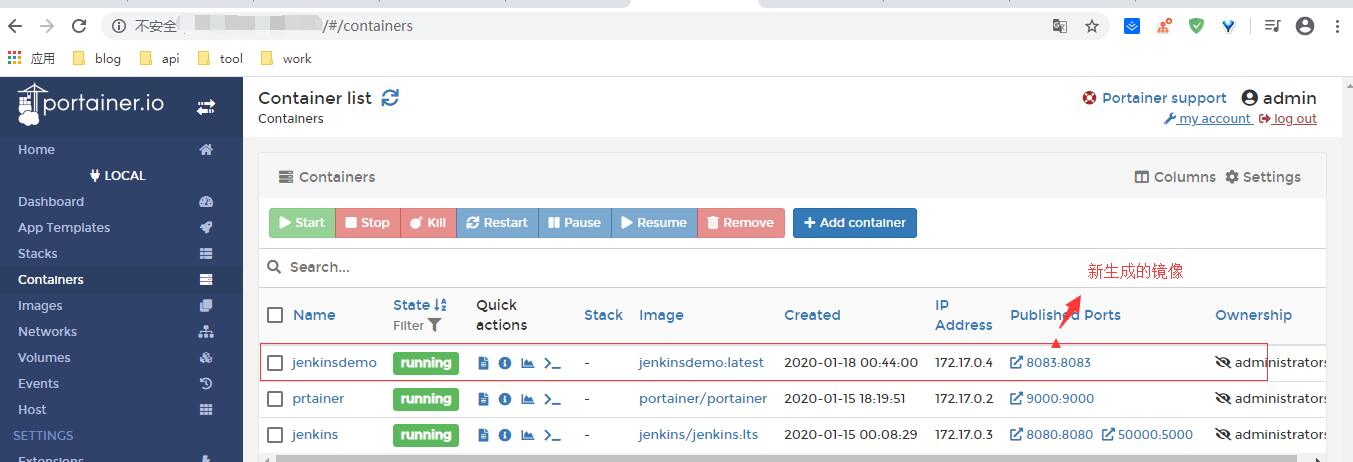 不安全
/#/containers
应用
blog
api
tool
work
portainer.io
Container list
Containers
Portainer support
admin
my account
log out
Home
LOCAL
Dashboard
App Templates
Stacks
Containers
Images
Networks
Volumes
Events
Host
SETTINGS
Extensions
Containers
Columns
Settings
Start
Stop
Kill
Restart
Pause
Resume
Remove
Add container
Search...
新生成的镜像
Name
State
Filter
Quick
actions
Stack
Image
Created
IP
Address
Published Ports
Ownership
jenkinsdemo running - jenkinsdemo:latest 2020-01-18 00:44:00 172.17.0.4 8083:8083 administrators
prtainer running - portainer/portainer 2020-01-15 18:19:51 172.17.0.2 9000:9000 administrators
jenkins running - jenkins/jenkins:lts 2020-01-15 00:08:29 172.17.0.3 8080:8080 50000:5000 administrators